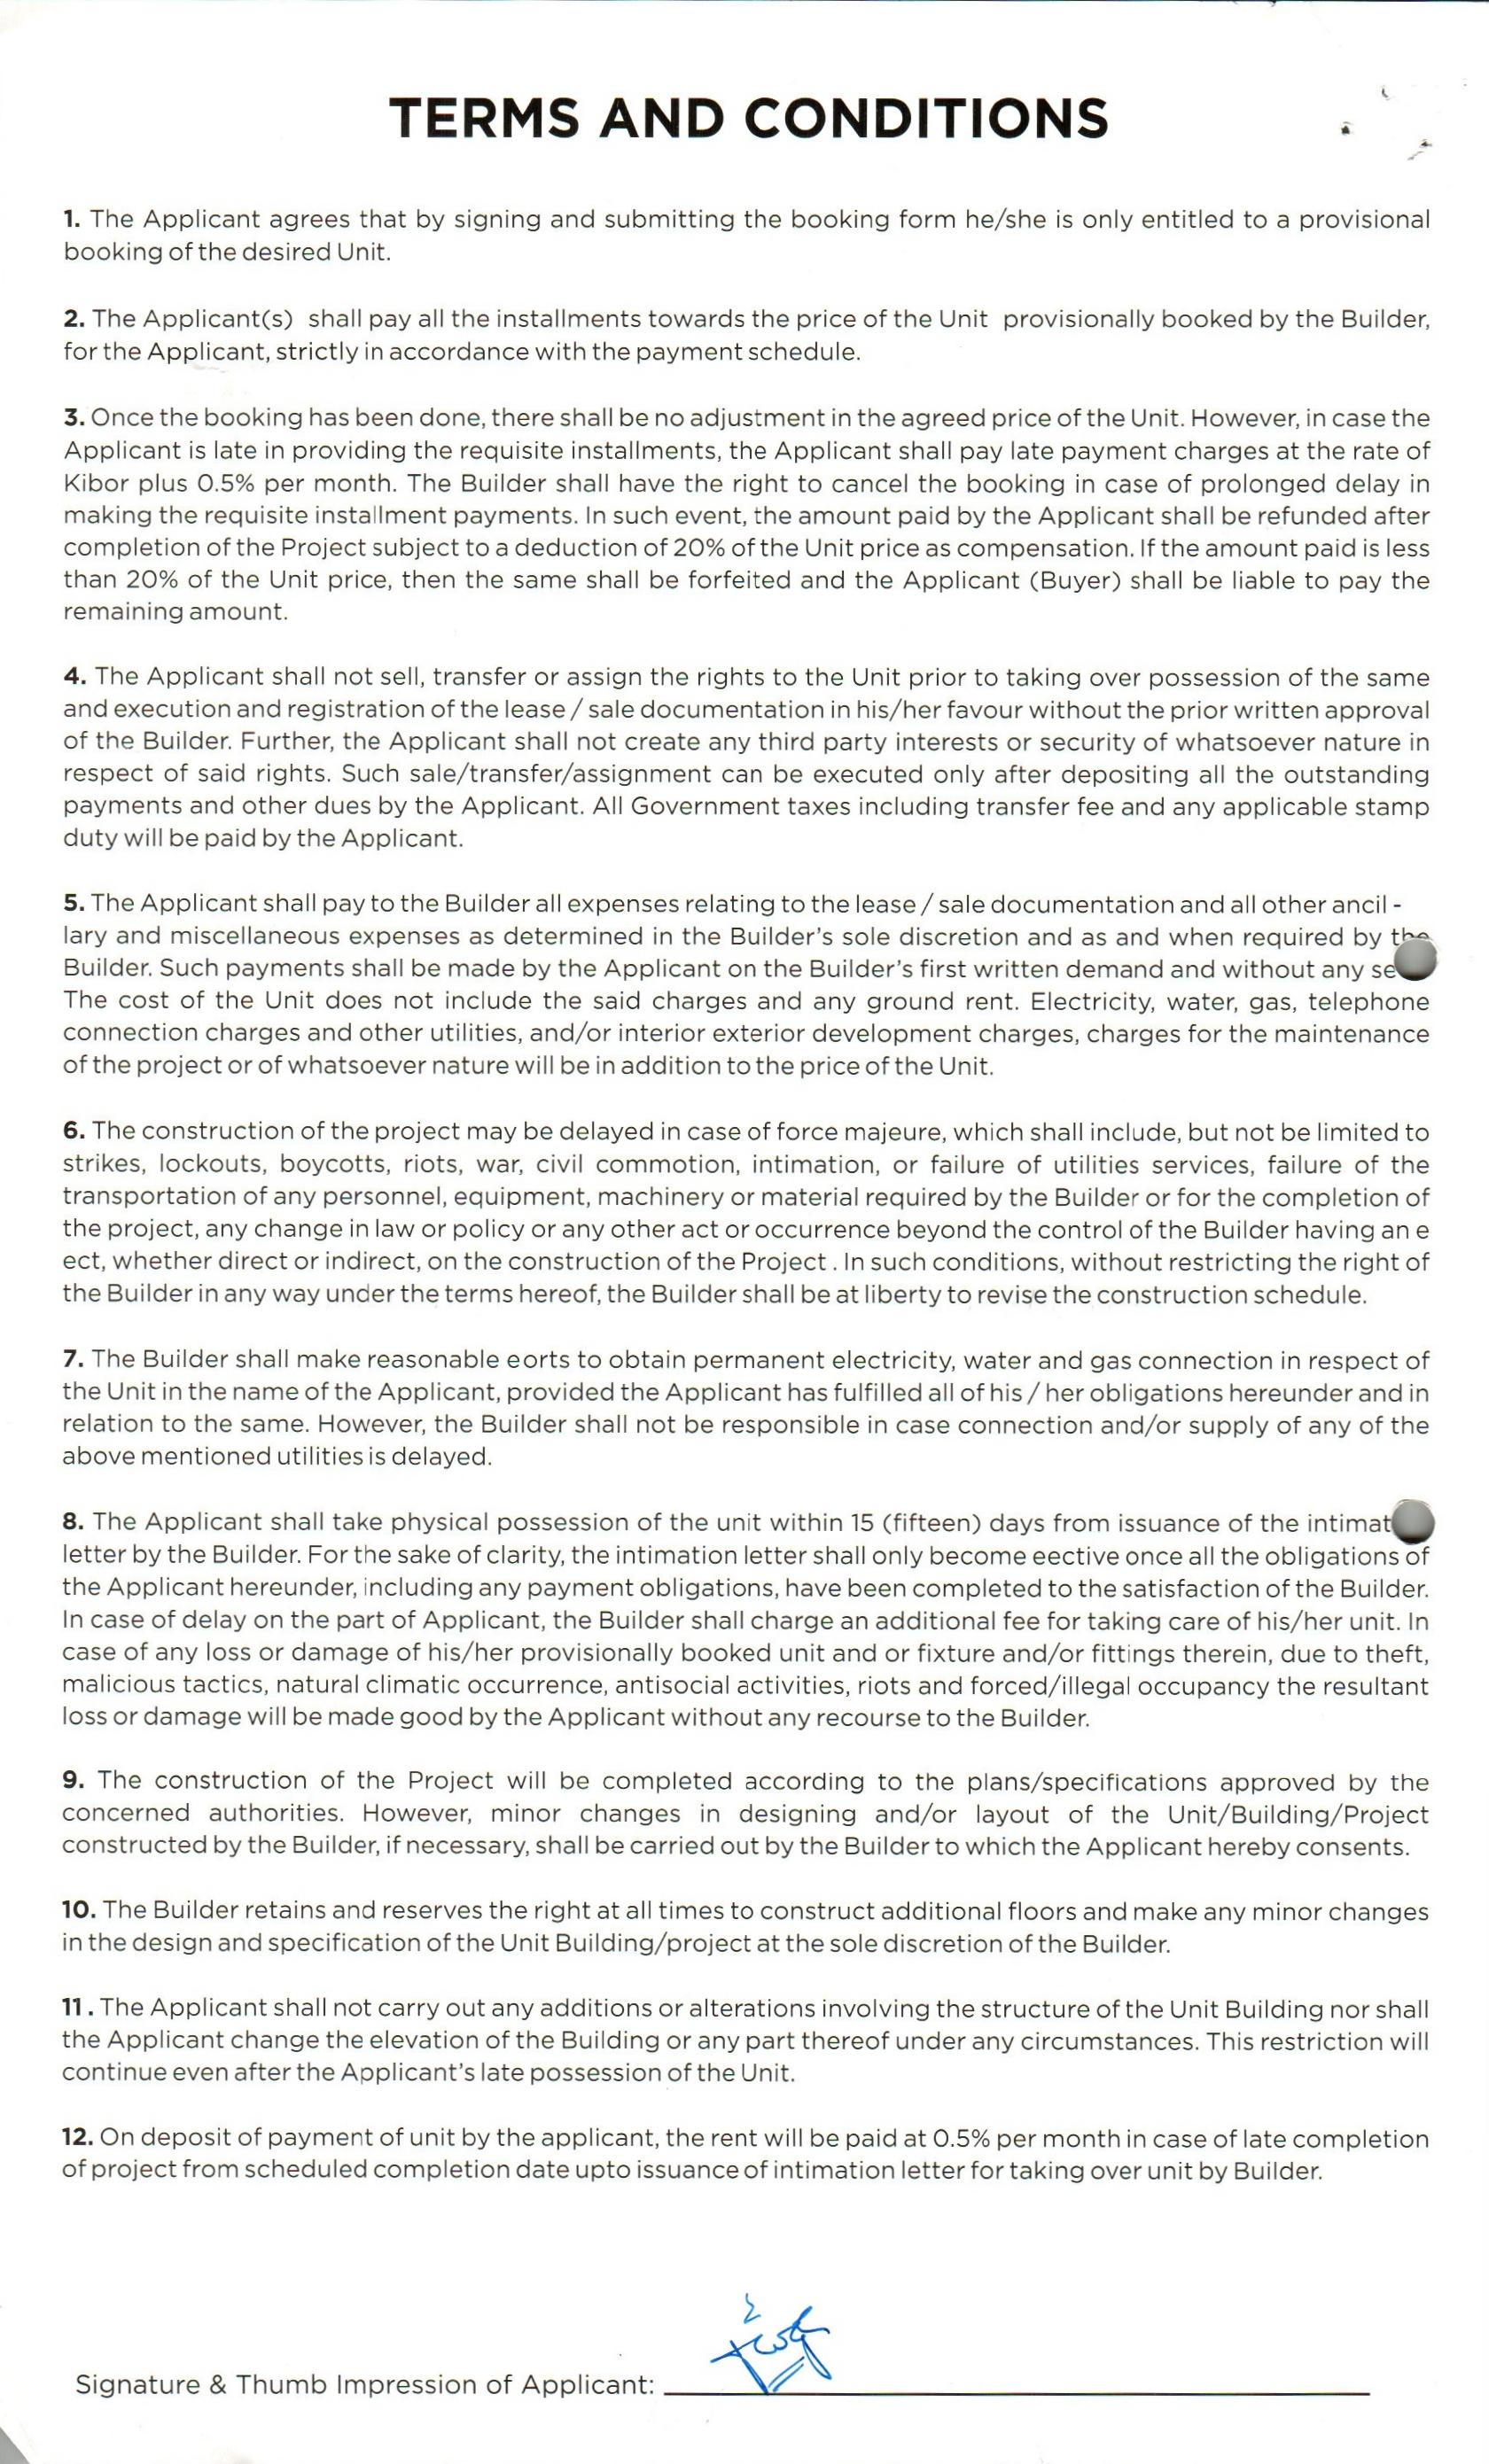 TERMS AND CONDITIONS
1. The Applicant agrees that by signing and submitting the booking form he/she is only entitled to a provisional
booking of the desired Unit.
2. The Applicant(s) shall pay all the installments towards the price of the Unit provisionally booked by the Builder,
for the Applicant, strictly in accordance with the payment schedule.
3. Once the booking has been done, there shall be no adjustment in the agreed price of the Unit. However, in case the
Applicant is late in providing the requisite installments, the Applicant shall pay late payment charges at the rate of
Kibor plus 0.5% per month. The Builder shall have the right to cancel the booking in case of prolonged delay in
making the requisite installment payments. In such event, the amount paid by the Applicant shall be refunded after
completion of the Project subject to a deduction of 20% of the Unit price as compensation. If the amount paid is less
than 20% of the Unit price, then the same shall be forfeited and the Applicant (Buyer) shall be liable to pay the
remaining amount.
4. The Applicant shall not sell, transfer or assign the rights to the Unit prior to taking over possession of the same
and execution and registration of the lease / sale documentation in his/her favour without the prior written approval
of the Builder. Further, the Applicant shall not create any third party interests or security of whatsoever nature in
respect of said rights. Such sale/transfer/assignment can be executed only after depositing all the outstanding
payments and other dues by the Applicant. All Government taxes including transfer fee and any applicable stamp
duty will be paid by the Applicant.
5. The Applicant shall pay to the Builder all expenses relating to the lease / sale documentation and all other ancil -
lary and miscellaneous expenses as determined in the Builder's sole discretion and as and when required by the
Builder. Such payments shall be made by the Applicant on the Builder's first written demand and without any se
The cost of the Unit does not include the said charges and any ground rent. Electricity, water, gas, telephone
connection charges and other utilities, and/or interior exterior development charges, charges for the maintenance
of the project or of whatsoever nature will be in addition to the price of the Unit.
6. The construction of the project may be delayed in case of force majeure, which shall include, but not be limited to
strikes, lockouts, boycotts, riots, war, civil commotion, intimation, or failure of utilities services, failure of the
transportation of any personnel, equipment, machinery or material required by the Builder or for the completion of
the project, any change in law or policy or any other act or occurrence beyond the control of the Builder having an e
ect, whether direct or indirect, on the construction of the Project . In such conditions, without restricting the right of
the Builder in any way under the terms hereof, the Builder shall be at liberty to revise the construction schedule.
7. The Builder shall make reasonable eorts to obtain permanent electricity, water and gas connection in respect of
the Unit in the name of the Applicant, provided the Applicant has fulfilled all of his / her obligations hereunder and in
relation to the same. However, the Builder shall not be responsible in case connection and/or supply of any of the
above mentioned utilities is delayed.
8. The Applicant shall take physical possession of the unit within 15 (fifteen) days from issuance of the intimat
letter by the Builder. For the sake of clarity, the intimation letter shall only become eective once all the obligations of
the Applicant hereunder, including any payment obligations, have been completed to the satisfaction of the Builder.
In case of delay on the part of Applicant, the Builder shall charge an additional fee for taking care of his/her unit. In
case of any loss or damage of his/her provisionally booked unit and or fixture and/or fittings therein, due to theft,
malicious tactics, natural climatic occurrence, antisocial activities, riots and forced/illegal occupancy the resultant
loss or damage will be made good by the Applicant without any recourse to the Builder.
9. The construction of the Project will be completed according to the plans/specifications approved by the
concerned authorities. However, minor changes in designing and/or layout of the Unit/Building/Project
constructed by the Builder, if necessary, shall be carried out by the Builder to which the Applicant hereby consents.
10. The Builder retains and reserves the right at all times to construct additional floors and make any minor changes
in the design and specification of the Unit Building/project at the sole discretion of the Builder.
11. The Applicant shall not carry out any additions or alterations involving the structure of the Unit Building nor shall
the Applicant change the elevation of the Building or any part thereof under any circumstances. This restriction will
continue even after the Applicant's late possession of the Unit.
12. On deposit of payment of unit by the applicant, the rent will be paid at 0.5% per month in case of late completion
of project from scheduled completion date upto issuance of intimation letter for taking over unit by Builder.
Signature & Thumb Impression of Applicant: